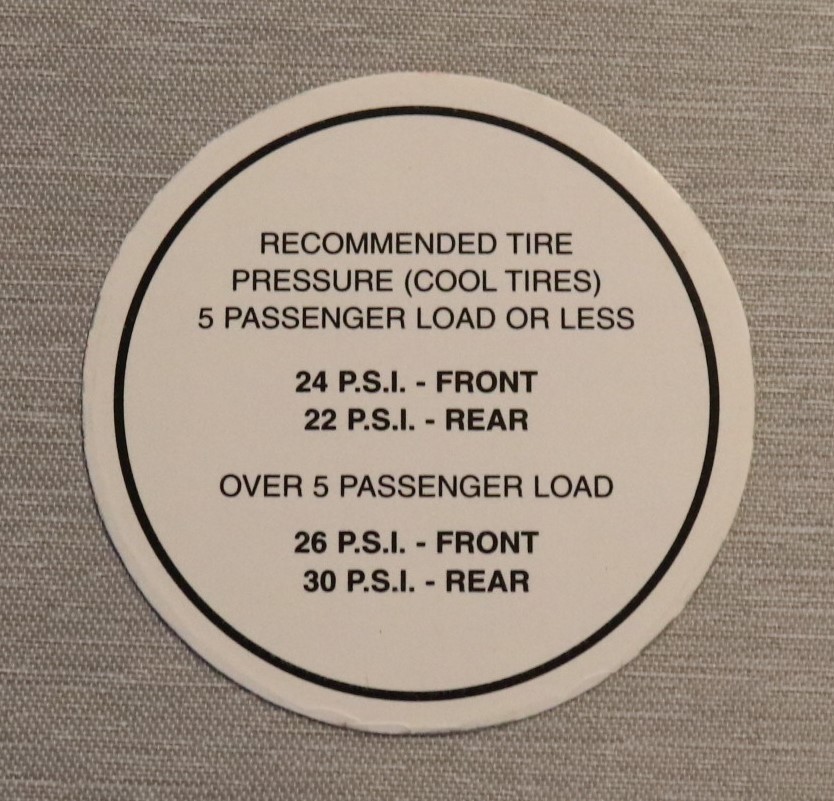 RECOMMENDED TIRE
PRESSURE (COOL TIRES)
5 PASSENGER LOAD OR LESS
24 P.S.I. - FRONT
22 P.S.I. - REAR
OVER 5 PASSENGER LOAD
26 P.S.I. - FRONT
30 P.S.I. - REAR